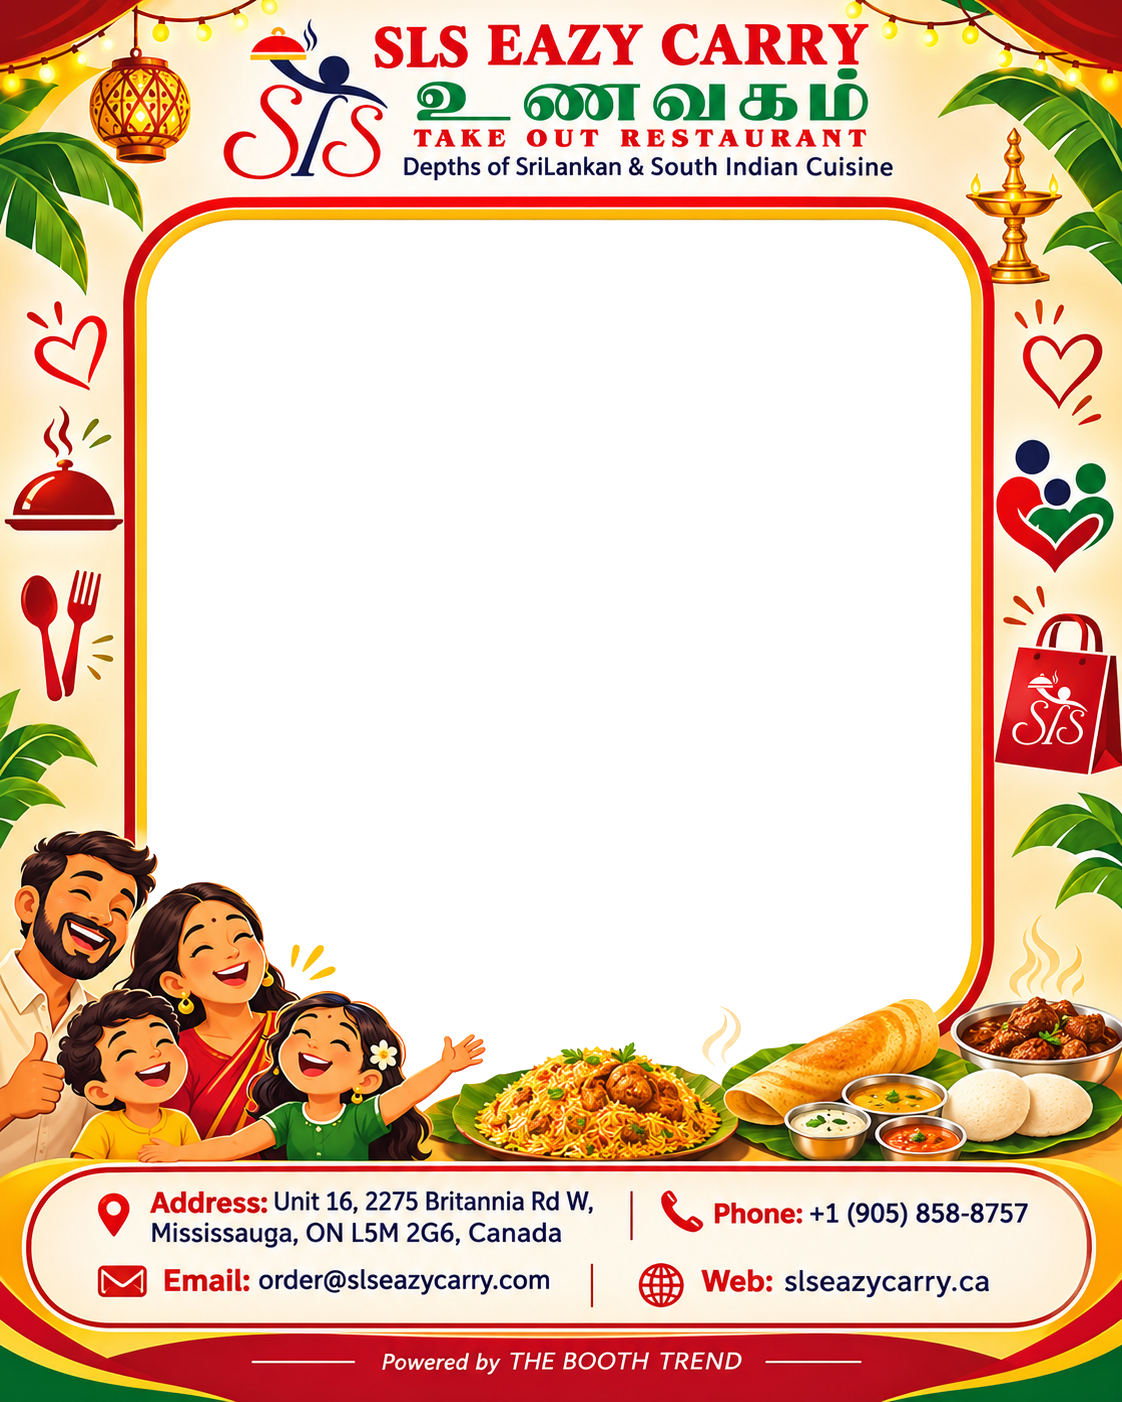 SLS
SLS EAZY CARRY
உணவகம்
TAKE OUT RESTAURANT
Depths of SriLankan & South Indian Cuisine
SLS
Address: Unit 16, 2275 Britannia Rd W,
Mississauga, ON L5M 2G6, Canada
Phone: +1 (905) 858-8757
Email: order@slseazycarry.com
Web: slseazycarry.ca
Powered by THE BOOTH TREND